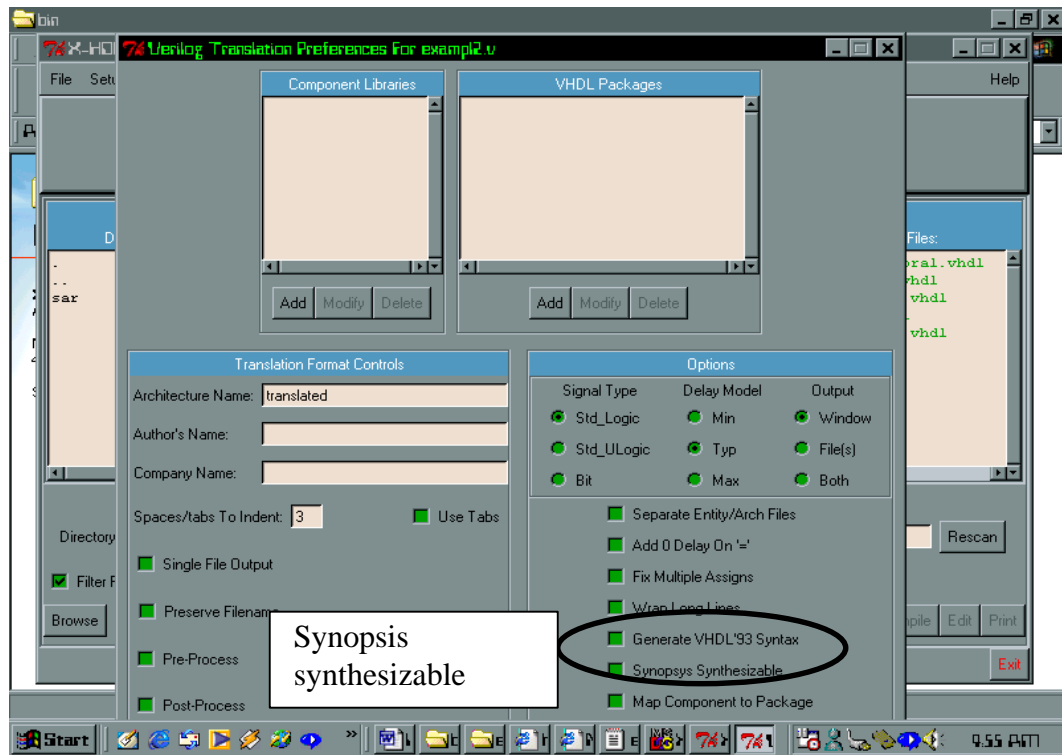 bin
X-HDL
Verilog Translation Preferences For exampl2.v
File Setu
Help
Component Libraries
VHDL Packages
D
Files:
.
..
sar
oral.vhdl
vhdl
vhdl
vhdl
Add Modify Delete
Add Modify Delete
Translation Format Controls
Architecture Name: translated
Author's Name:
Company Name:
Spaces/tabs To Indent: 3 Use Tabs
Single File Output
Preserve Filename
Pre-Process
Post-Process
Options
Signal Type Delay Model Output
Std_Logic Min Window
Std_ULogic Typ File(s)
Bit Max Both
Separate Entity/Arch Files
Add 0 Delay On '='
Fix Multiple Assigns
Wrap Long Lines
Generate VHDL'93 Syntax
Synopsys Synthesizable
Map Component to Package
Directory
Rescan
Filter F
Browse
mpile Edit Print
Exit
Synopsis
synthesizable
Start
9:55 AM